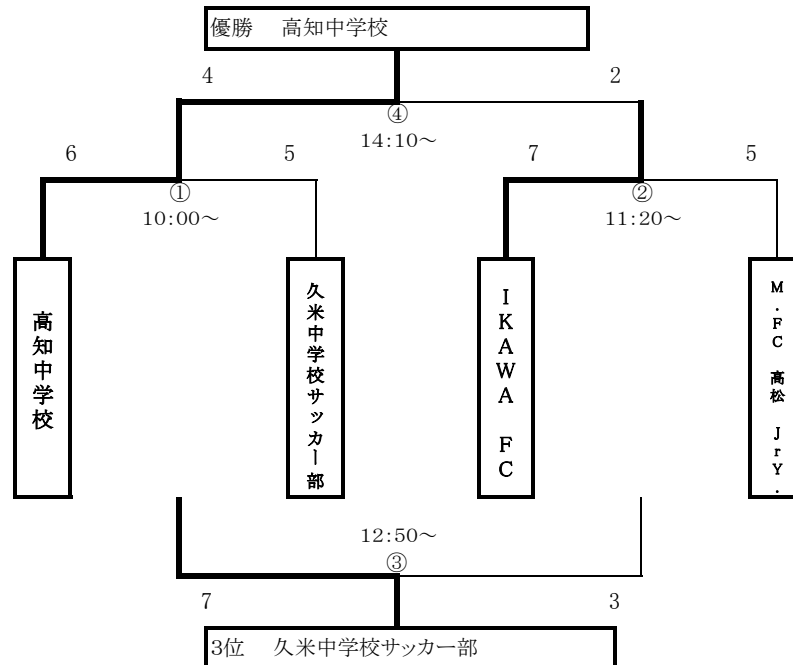 優勝　高知中学校
4　2
④
14:10～
6　5　7　5
①　②
10:00～　11:20～
高知中学校
久米中学校サッカー部
IKAWA FC
M.FC 高松 JrY.
12:50～
③
7　3
3位　久米中学校サッカー部